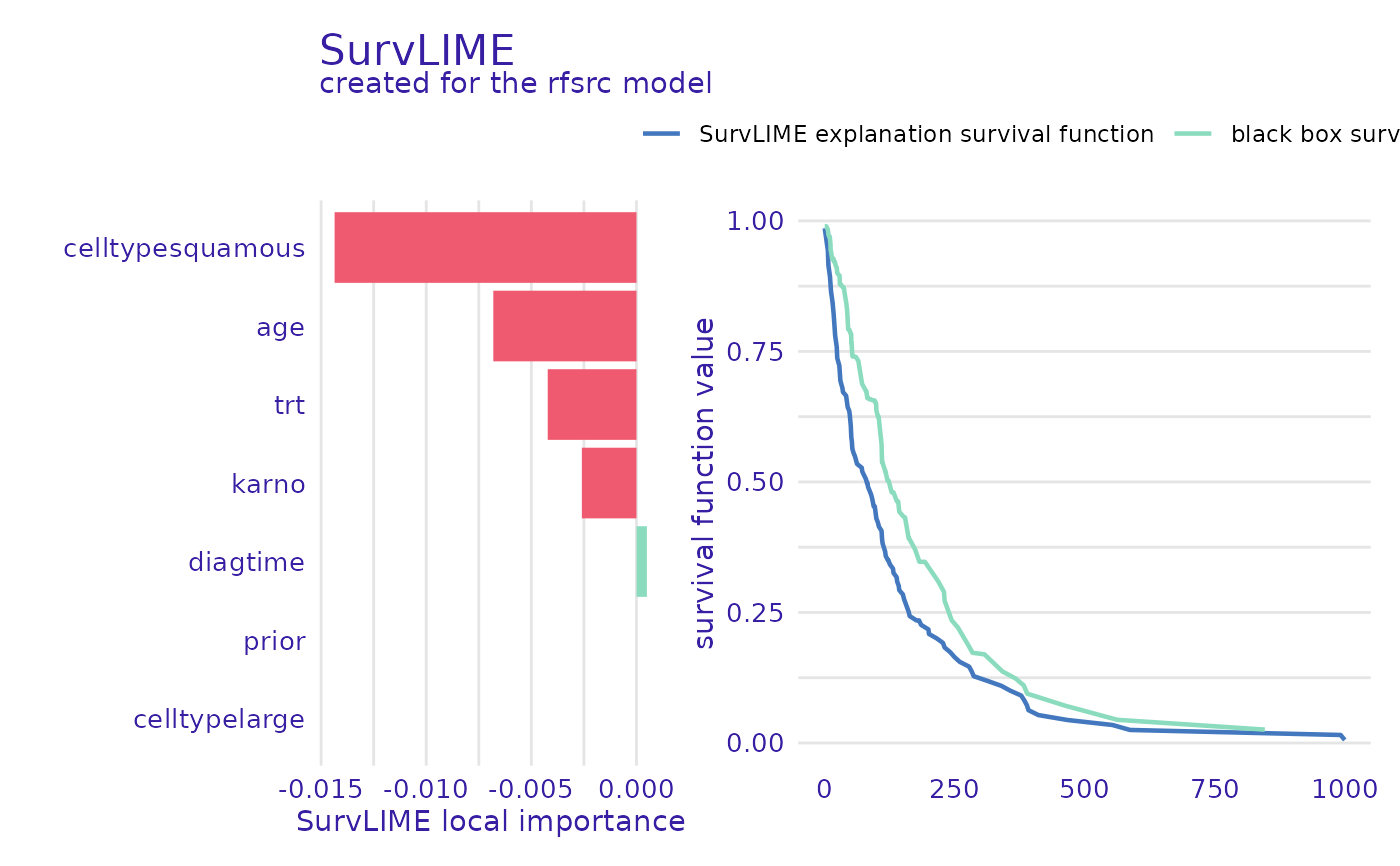 SurvLIME
created for the rfsrc model
SurvLIME explanation survival function
black box surv
celltypesquamous
age
trt
karno
diagtime
prior
celltypelarge
-0.015 -0.010 -0.005 0.000
SurvLIME local importance
survival function value
1.00
0.75
0.50
0.25
0.00
0 250 500 750 1000